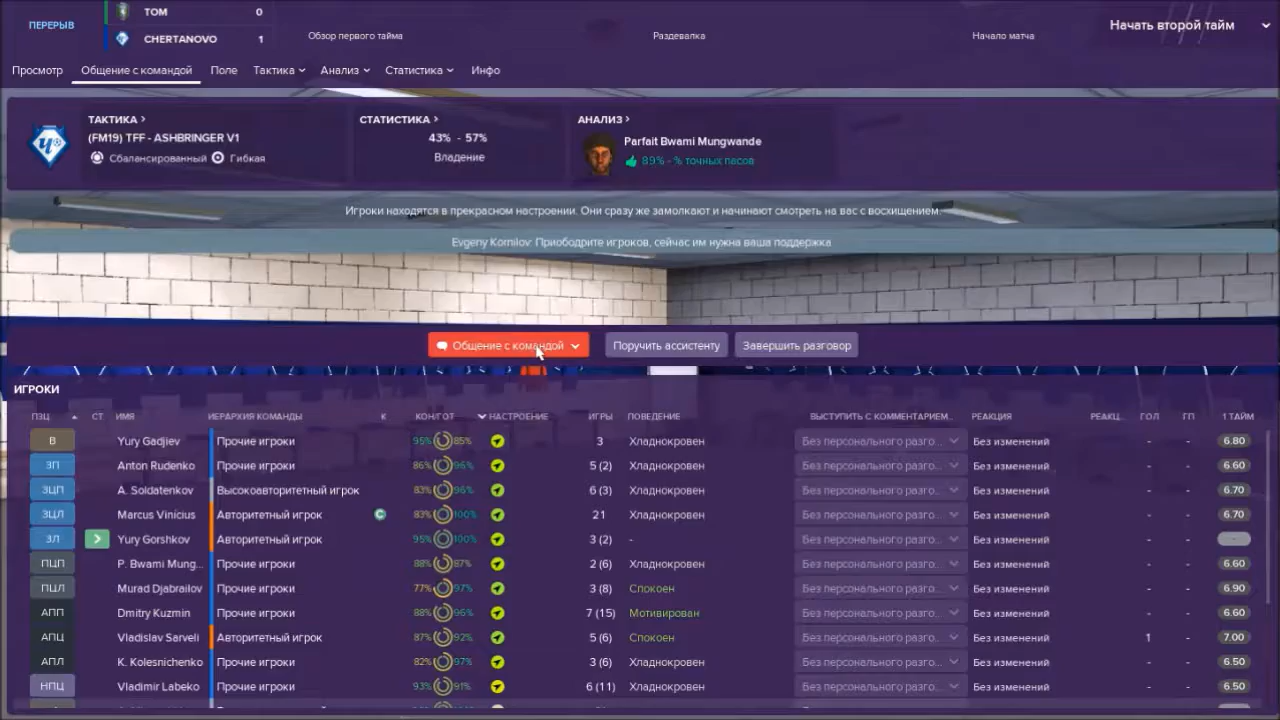 ПЕРЕРЫВ
TOM 0
CHERTANOVO 1
Обзор первого тайма
Раздевалка
Начало матча
Начать второй тайм
Просмотр Общение с командой Поле Тактика Анализ Статистика Инфо
ТАКТИКА >
(FM19) TFF - ASHBRINGER V1
Сбалансированный Гибкая
СТАТИСТИКА >
43% - 57%
Владение
АНАЛИЗ >
Parfait Bwami Mungwande
89% - % точных пасов
Игроки находятся в прекрасном настроении. Они сразу же замолкают и начинают смотреть на вас с восхищением.
Evgeny Kornilov: Приободрите игроков, сейчас им нужна ваша поддержка
Общение с командой Поручить ассистенту Завершить разговор
ИГРОКИ
ПЗЦ СТ ИМЯ ИЕРАРХИЯ КОМАНДЫ К КОНГОТ НАСТРОЕНИЕ ИГРЫ ПОВЕДЕНИЕ ВЫСТУПИТЬ С КОММЕНТАРИЕМ... РЕАКЦИЯ РЕАКЦ... ГОЛ ГП 1 ТАЙМ
В Yury Gadjiev Прочие игроки 95% 85% 3 Хладнокровен Без персонального разго... Без изменений - - 6.80
ЗП Anton Rudenko Прочие игроки 86% 96% 5 (2) Хладнокровен Без персонального разго... Без изменений - - 6.60
ЗЦП A. Soldatenkov Высокоавторитетный игрок 83% 96% 6 (3) Хладнокровен Без персонального разго... Без изменений - - 6.70
ЗЦЛ Marcus Vinícius Авторитетный игрок C 83% 100% 21 Хладнокровен Без персонального разго... Без изменений - - 6.70
ЗЛ Yury Gorshkov Авторитетный игрок 95% 100% 3 (2) - Без персонального разго... Без изменений - - -
ПЦП P. Bwami Mung... Прочие игроки 88% 87% 2 (6) Хладнокровен Без персонального разго... Без изменений - - 6.60
ПЦЛ Murad Djabrailov Прочие игроки 77% 97% 3 (8) Спокоен Без персонального разго... Без изменений - - 6.90
АПП Dmitry Kuzmin Прочие игроки 88% 96% 7 (15) Мотивирован Без персонального разго... Без изменений - - 6.60
АПЦ Vladislav Sarveli Авторитетный игрок 87% 92% 5 (6) Спокоен Без персонального разго... Без изменений 1 - 7.00
АПЛ K. Kolesnichenko Прочие игроки 82% 97% 3 (6) Хладнокровен Без персонального разго... Без изменений - - 6.50
НПЦ Vladimir Labeko Прочие игроки 93% 91% 6 (11) Хладнокровен Без персонального разго... Без изменений - - 6.50